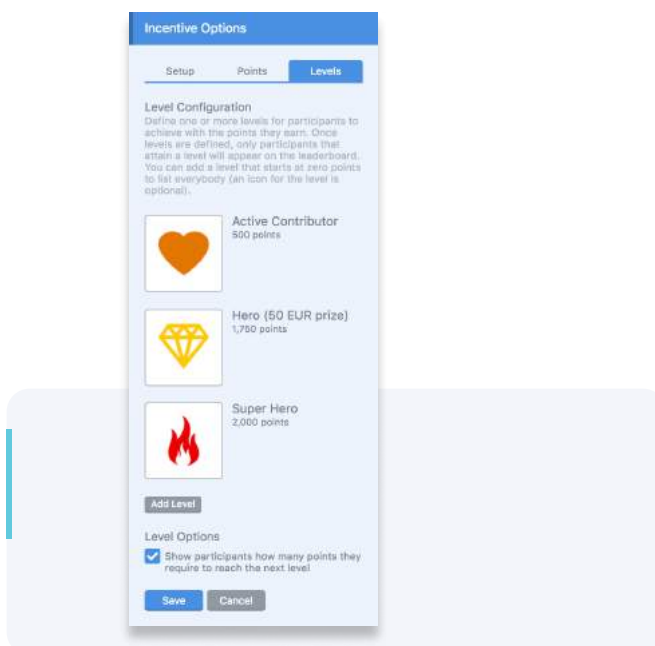 Incentive Options
Setup Points Levels
Level Configuration
Define one or more levels for participants to
achieve with the points they earn. Once
levels are defined, only participants that
attain a level will appear on the leaderboard.
You can add a level that starts at zero points
to list everybody (an icon for the level is
optional).
Active Contributor
500 points
Hero (50 EUR prize)
1,750 points
Super Hero
2,000 points
Add Level
Level Options
Show participants how many points they
require to reach the next level
Save Cancel